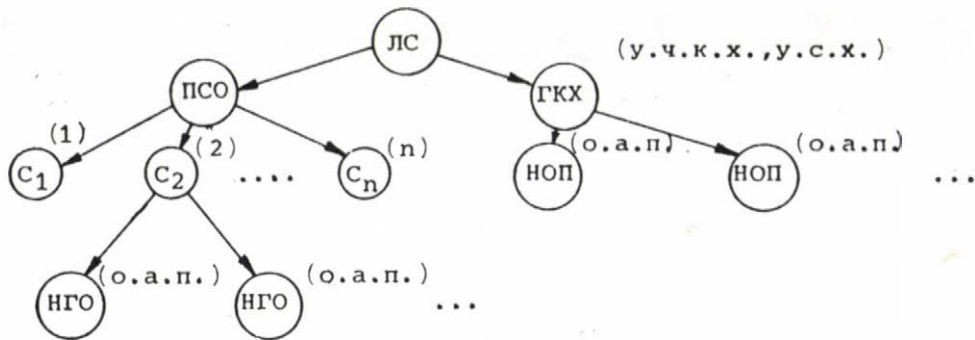 ЛС (у.ч.к.х.,у.с.х.)
ПСО ГКХ
(1) (2) (n) (о.а.п.) (о.а.п.)
C1 C2 .... Cn НОП НОП ...
(о.а.п.) (о.а.п.)
НГО НГО ...